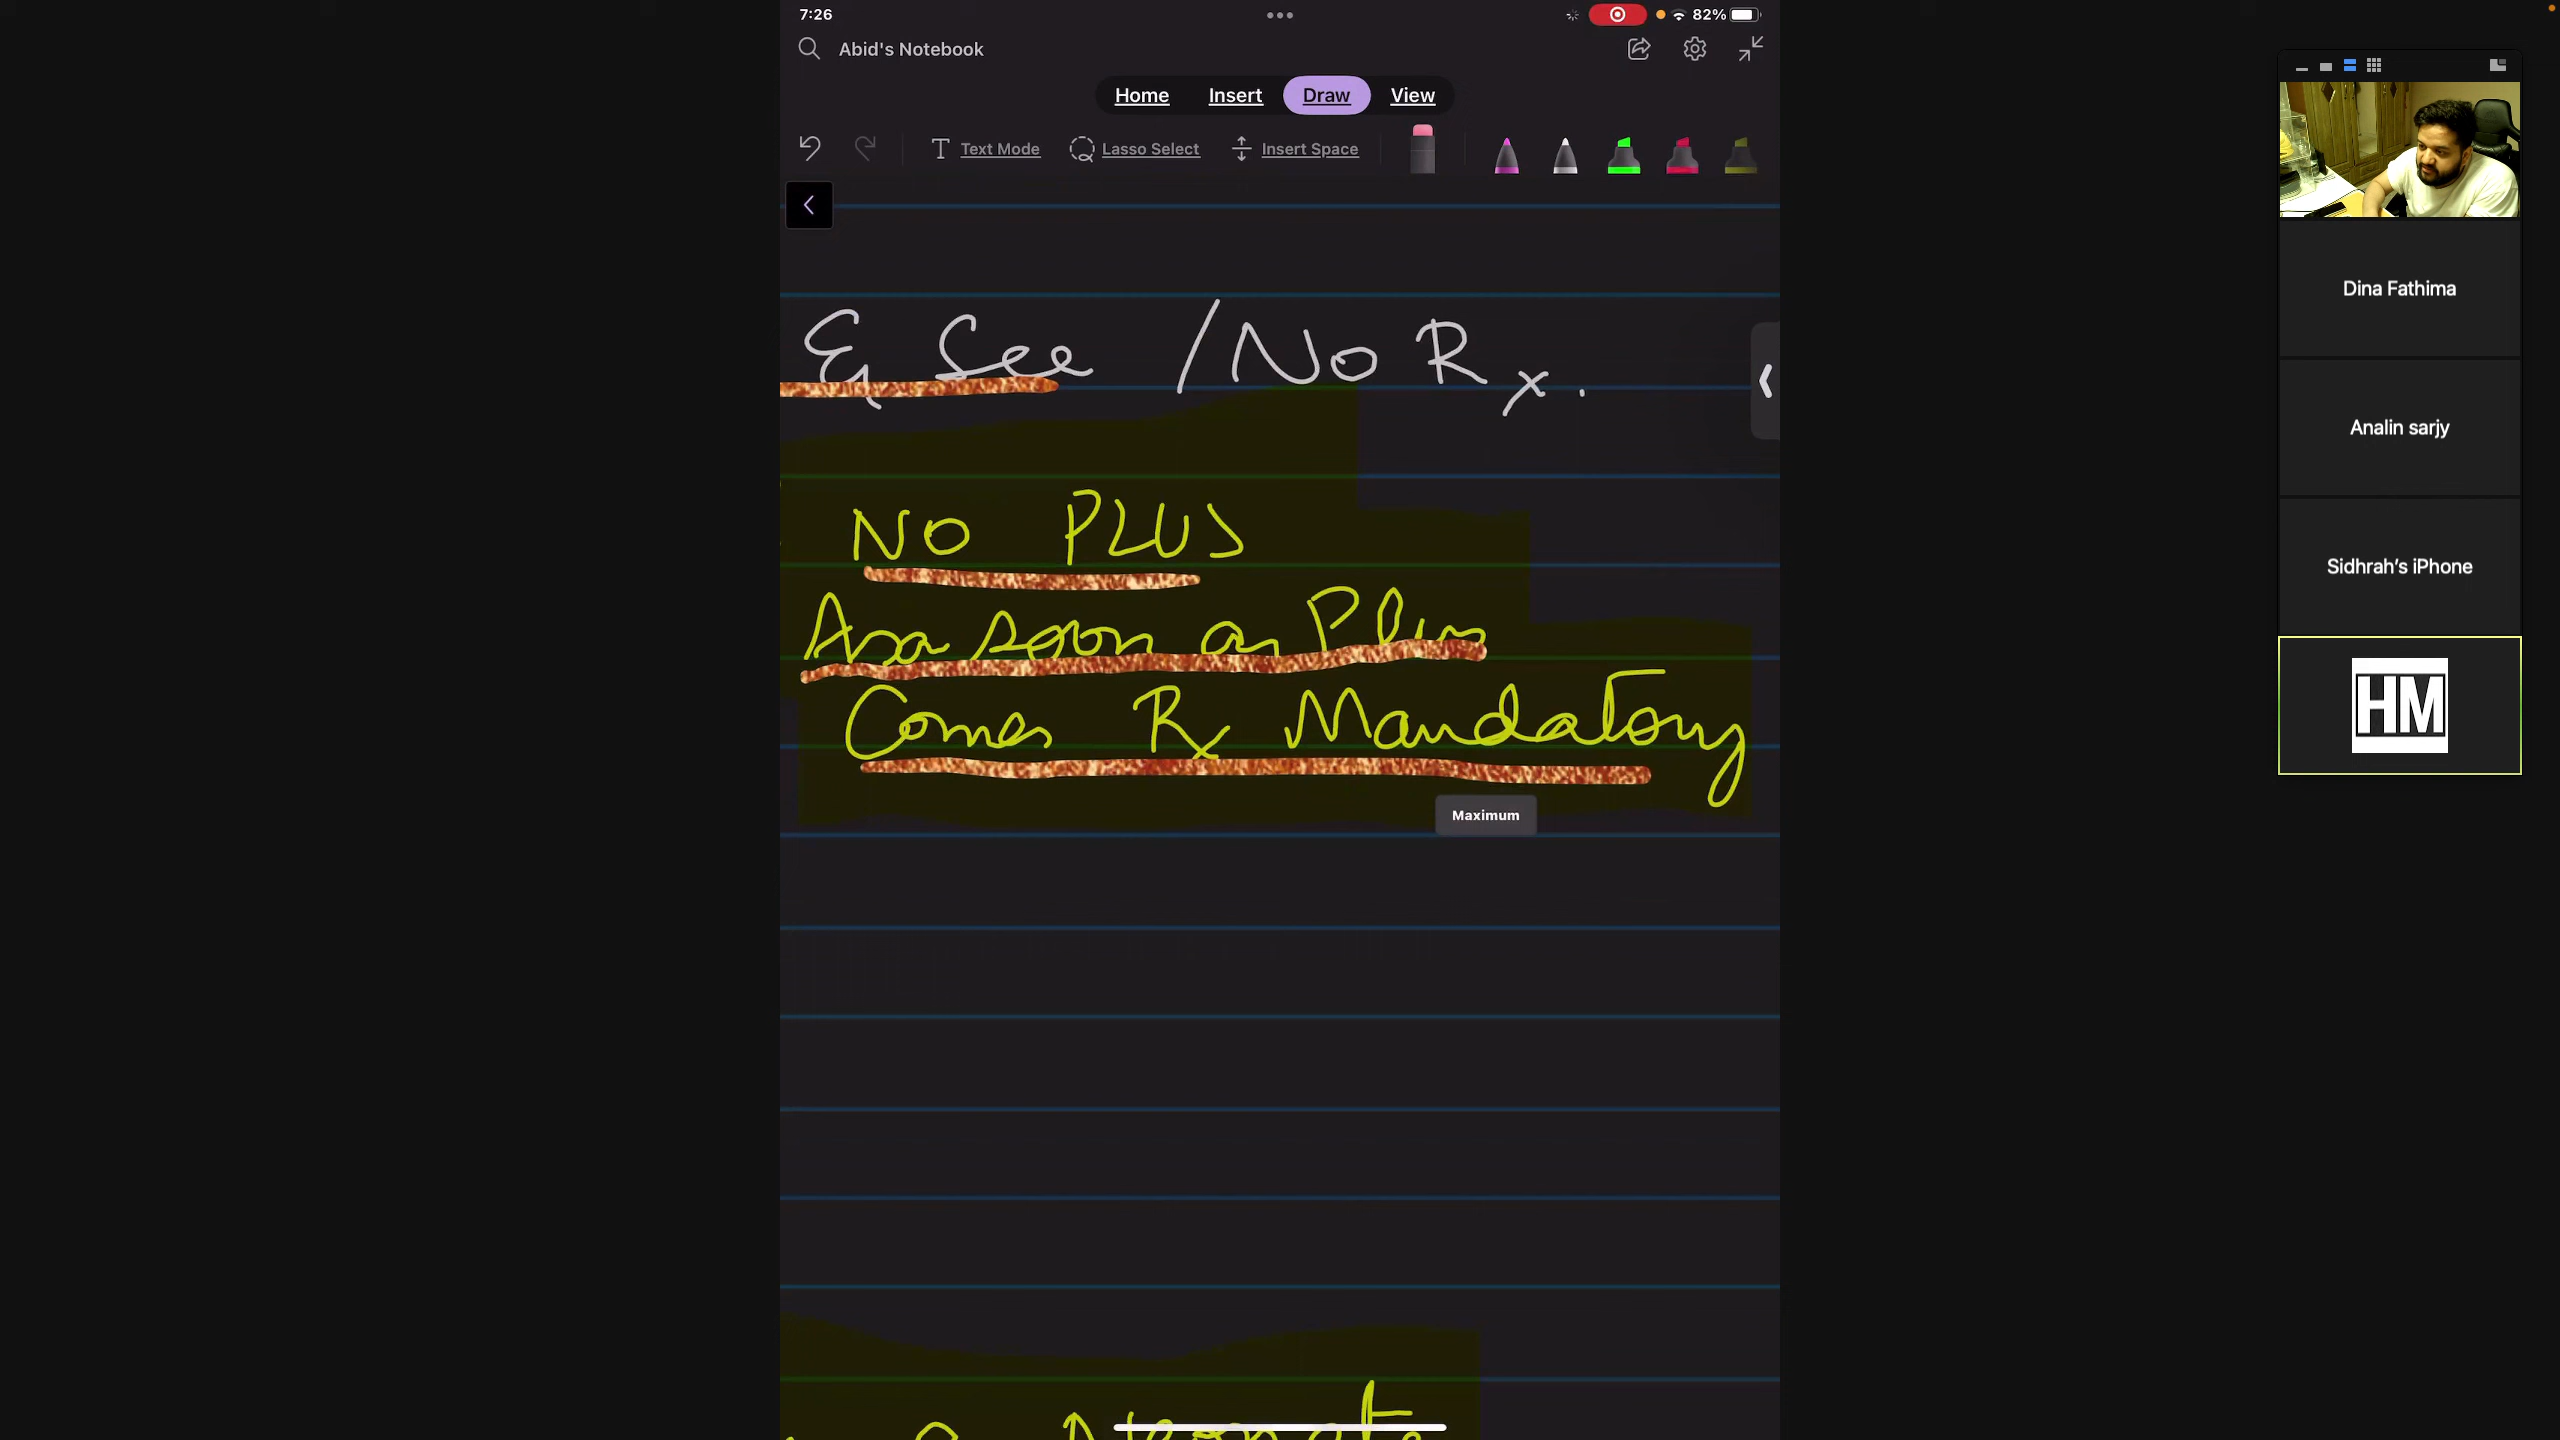 7:26
82%
Abid's Notebook
Home Insert Draw View
Text Mode Lasso Select Insert Space
& See / No Rx.
NO PLUS
As soon as Plus
Comes Rx Mandatory
Maximum
Neonate
Dina Fathima
Analin sarjy
Sidhrah's iPhone
HM